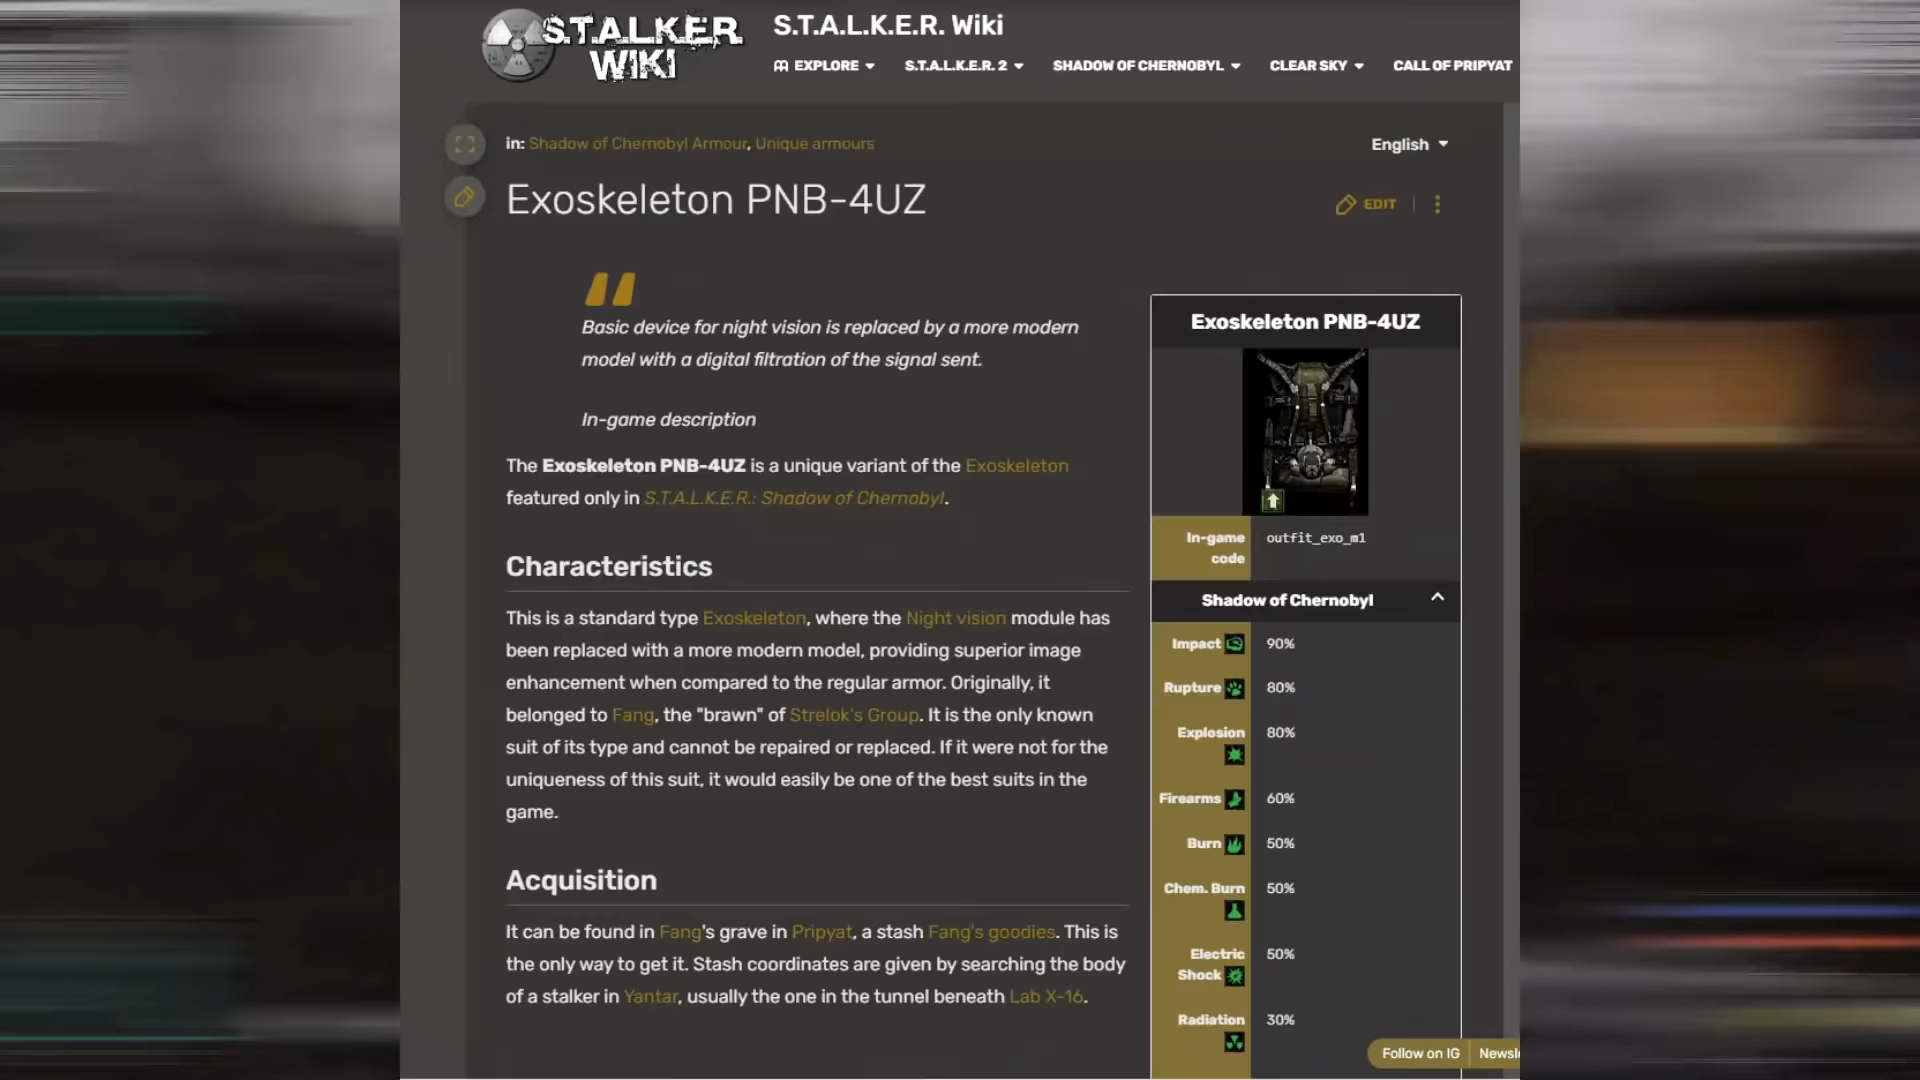 S.T.A.L.K.E.R.
WIKI
S.T.A.L.K.E.R. Wiki
EXPLORE
S.T.A.L.K.E.R. 2
SHADOW OF CHERNOBYL
CLEAR SKY
CALL OF PRIPYAT
in: Shadow of Chernobyl Armour, Unique armours
English
Exoskeleton PNB-4UZ
EDIT
Basic device for night vision is replaced by a more modern
model with a digital filtration of the signal sent.
In-game description
The Exoskeleton PNB-4UZ is a unique variant of the Exoskeleton
featured only in S.T.A.L.K.E.R.: Shadow of Chernobyl.
Characteristics
This is a standard type Exoskeleton, where the Night vision module has
been replaced with a more modern model, providing superior image
enhancement when compared to the regular armor. Originally, it
belonged to Fang, the "brawn" of Strelok's Group. It is the only known
suit of its type and cannot be repaired or replaced. If it were not for the
uniqueness of this suit, it would easily be one of the best suits in the
game.
Acquisition
It can be found in Fang's grave in Pripyat, a stash Fang's goodies. This is
the only way to get it. Stash coordinates are given by searching the body
of a stalker in Yantar, usually the one in the tunnel beneath Lab X-16.
Exoskeleton PNB-4UZ
In-game
code
outfit_exo_m1
Shadow of Chernobyl
Impact 90%
Rupture 80%
Explosion 80%
Firearms 60%
Burn 50%
Chem. Burn 50%
Electric
Shock
50%
Radiation 30%
Follow on IG
Newsl